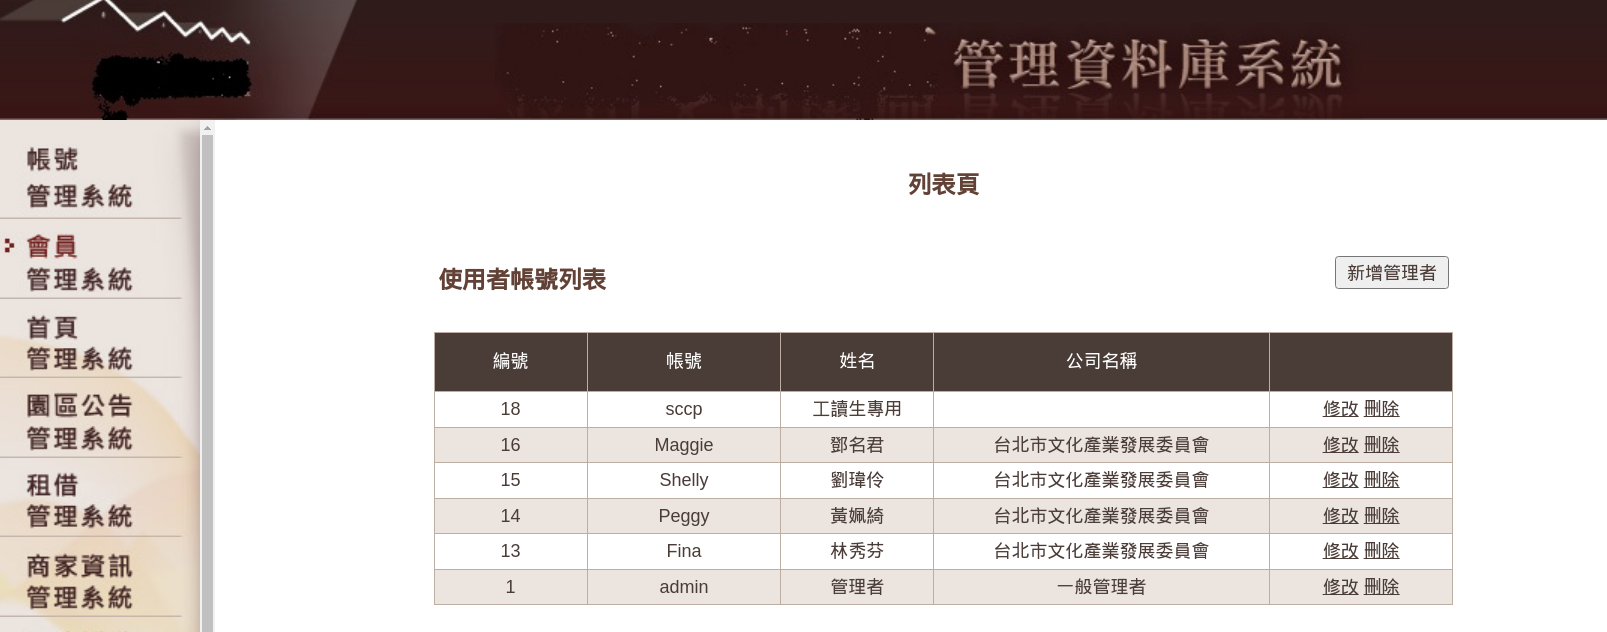 管理資料庫系統
帳號
管理系統
會員
管理系統
首頁
管理系統
園區公告
管理系統
租借
管理系統
商家資訊
管理系統
列表頁
使用者帳號列表
新增管理者
編號 帳號 姓名 公司名稱
18 sccp 工讀生專用 修改 刪除
16 Maggie 鄧名君 台北市文化產業發展委員會 修改 刪除
15 Shelly 劉瑋伶 台北市文化產業發展委員會 修改 刪除
14 Peggy 黃姵綺 台北市文化產業發展委員會 修改 刪除
13 Fina 林秀芬 台北市文化產業發展委員會 修改 刪除
1 admin 管理者 一般管理者 修改 刪除